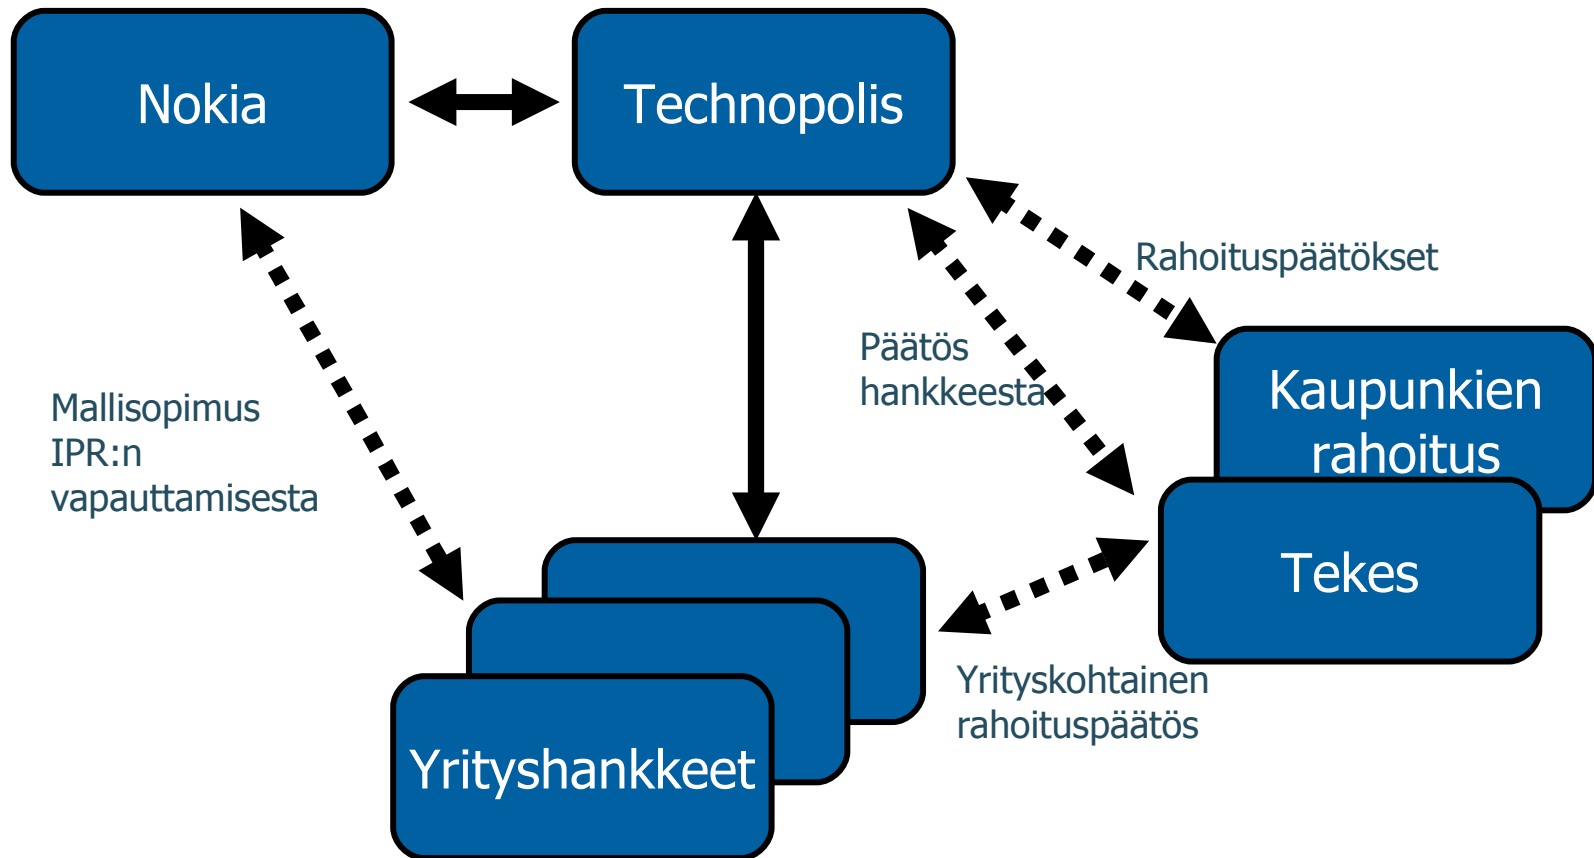 Nokia
Technopolis
Rahoituspäätökset
Päätös
hankkeesta
Kaupunkien
rahoitus
Mallisopimus
IPR:n
vapauttamisesta
Tekes
Yrityskohtainen
rahoituspäätös
Yrityshankkeet